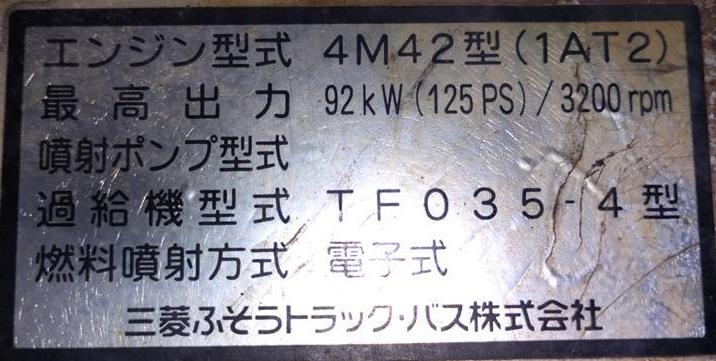 エンジン型式 4M42型(1AT2)
最高出力 92kW(125PS)/3200rpm
噴射ポンプ型式
過給機型式 TF035-4型
燃料噴射方式 電子式
三菱ふそうトラック・バス株式会社